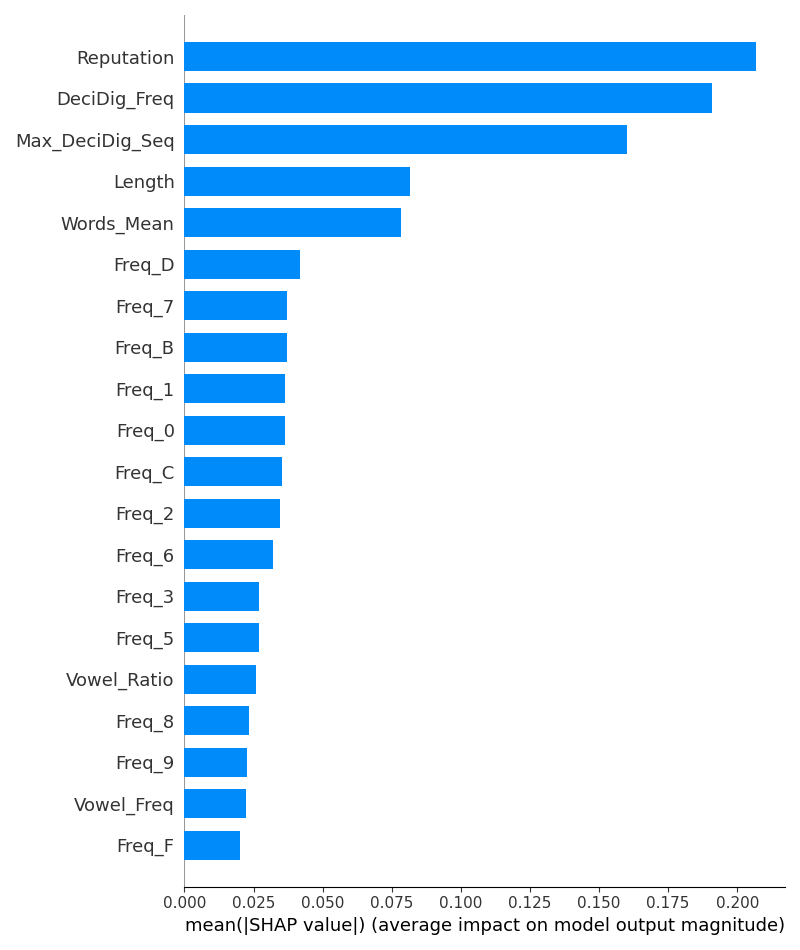 Reputation
DeciDig_Freq
Max_DeciDig_Seq
Length
Words_Mean
Freq_D
Freq_7
Freq_B
Freq_1
Freq_0
Freq_C
Freq_2
Freq_6
Freq_3
Freq_5
Vowel_Ratio
Freq_8
Freq_9
Vowel_Freq
Freq_F
0.000 0.025 0.050 0.075 0.100 0.125 0.150 0.175 0.200
mean(|SHAP value|) (average impact on model output magnitude)